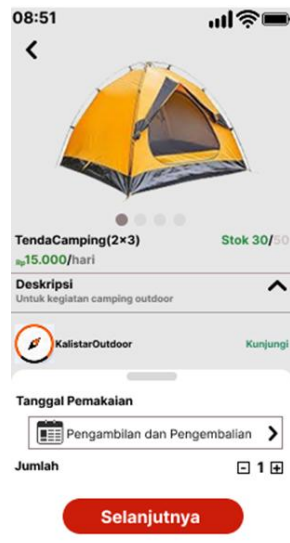 08:51
TendaCamping(2×3) Stok 30/50
Rp15.000/hari
Deskripsi
Untuk kegiatan camping outdoor
KalistarOutdoor Kunjungi
Tanggal Pemakaian
Pengambilan dan Pengembalian
Jumlah 1
Selanjutnya